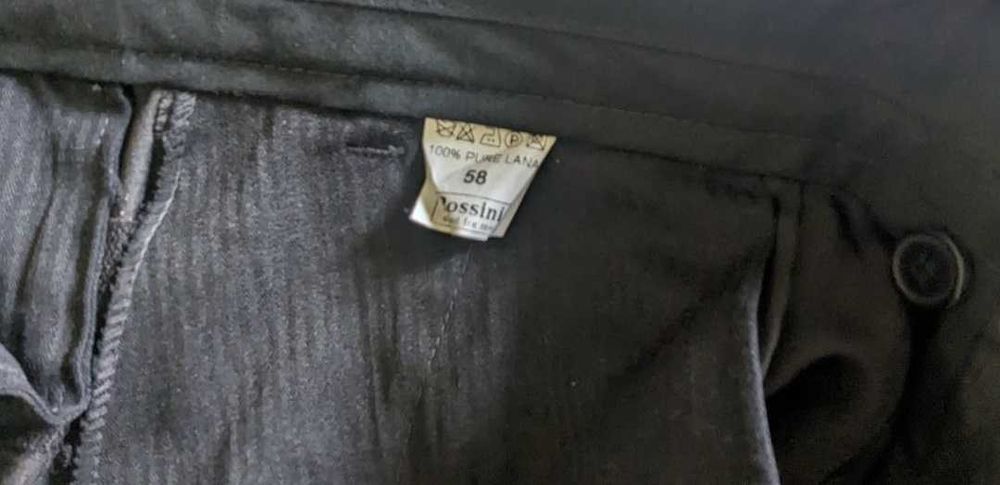 100% PURE LANA
58
Rossini